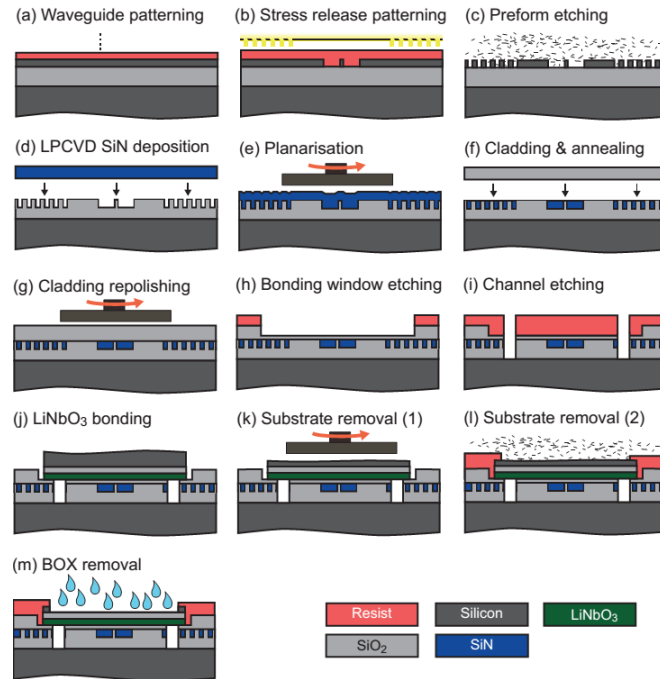 (a) Waveguide patterning
(b) Stress release patterning
(c) Preform etching
(d) LPCVD SiN deposition
(e) Planarisation
(f) Cladding & annealing
(g) Cladding repolishing
(h) Bonding window etching
(i) Channel etching
(j) LiNbO₃ bonding
(k) Substrate removal (1)
(l) Substrate removal (2)
(m) BOX removal
Resist
Silicon
LiNbO₃
SiO₂
SiN